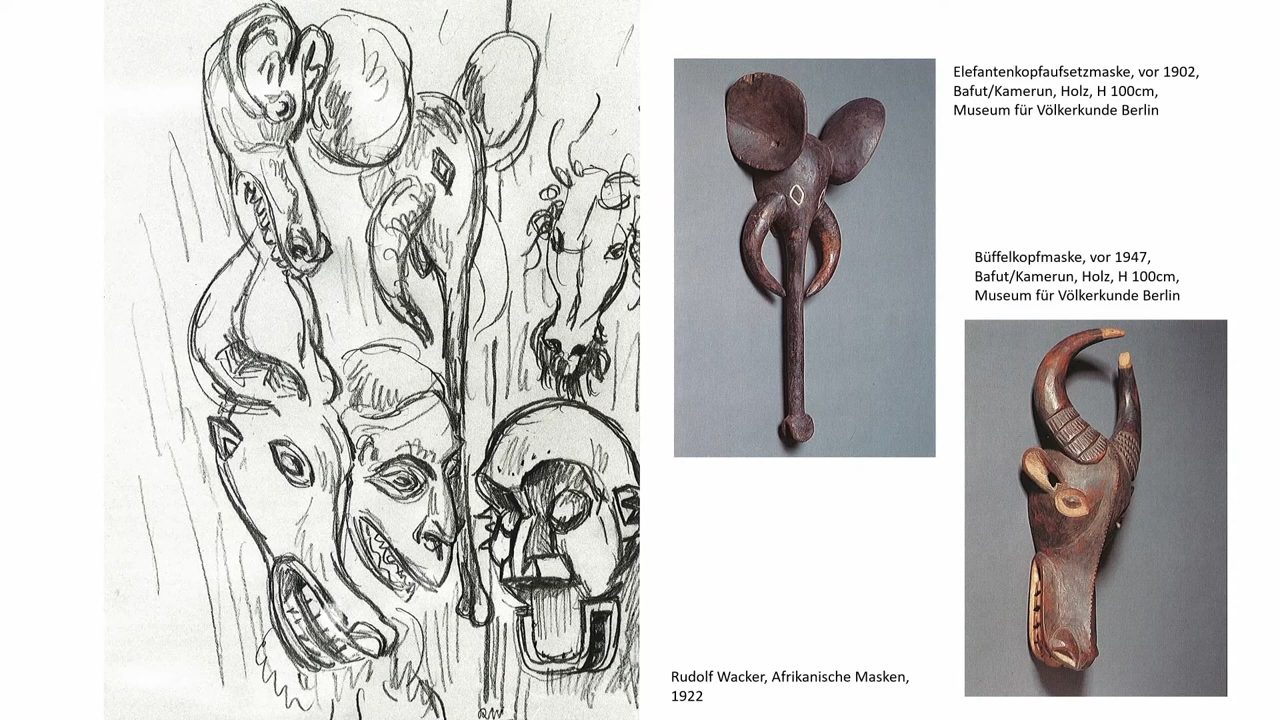 Elefantenkopfaufsetzmaske, vor 1902,
Bafut/Kamerun, Holz, H 100cm,
Museum für Völkerkunde Berlin
Büffelkopfmaske, vor 1947,
Bafut/Kamerun, Holz, H 100cm,
Museum für Völkerkunde Berlin
Rudolf Wacker, Afrikanische Masken,
1922
RW